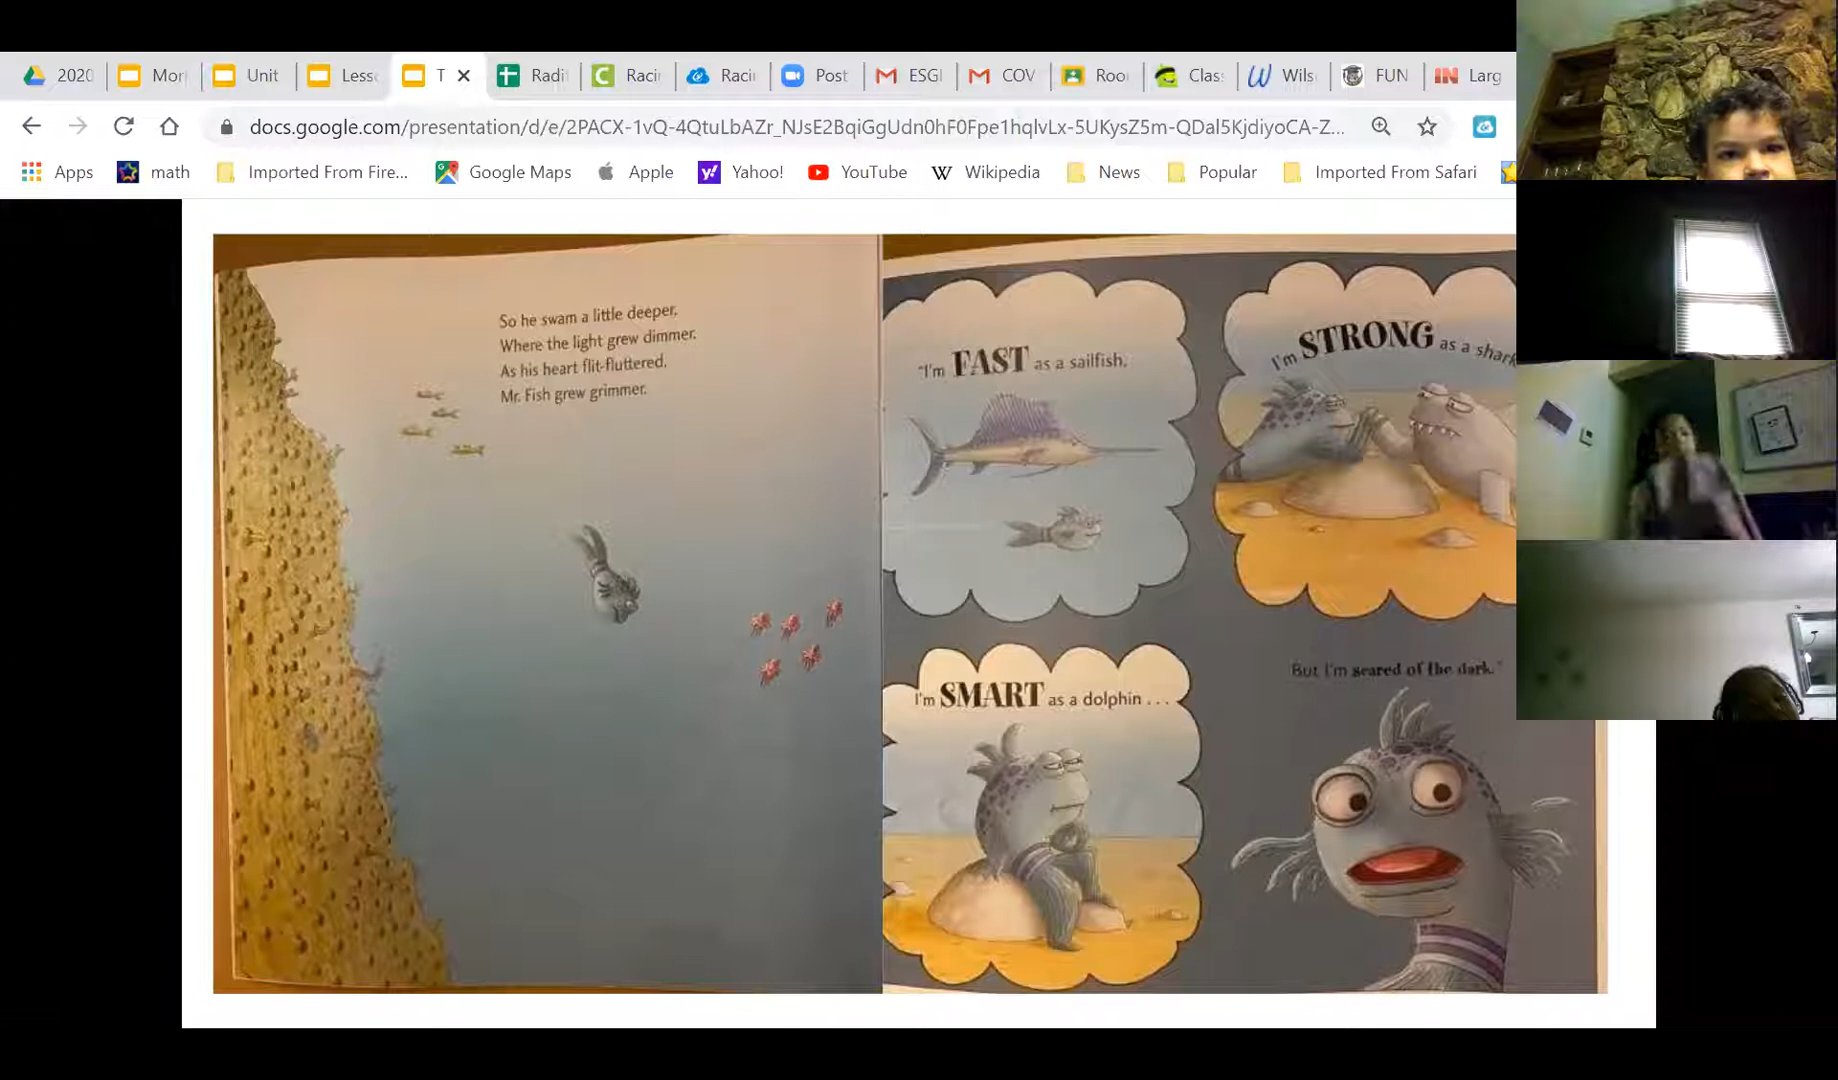 2020
Mor
Unit
Less
T
Radi
Raci
Raci
Post
ESGI
COV
Roo
Clas
Wils
FUN
Larg
docs.google.com/presentation/d/e/2PACX-1vQ-4QtuLbAZr_NJsE2BqiGgUdn0hF0Fpe1hqlvLx-5UKysZ5m-QDal5KjdiyoCA-Z...
Apps
math
Imported From Fire...
Google Maps
Apple
Yahoo!
YouTube
Wikipedia
News
Popular
Imported From Safari
So he swam a little deeper,
Where the light grew dimmer.
As his heart flit-fluttered,
Mr. Fish grew grimmer.
"I'm FAST as a sailfish,
I'm STRONG as a shark
I'm SMART as a dolphin . . .
But I'm scared of the dark."